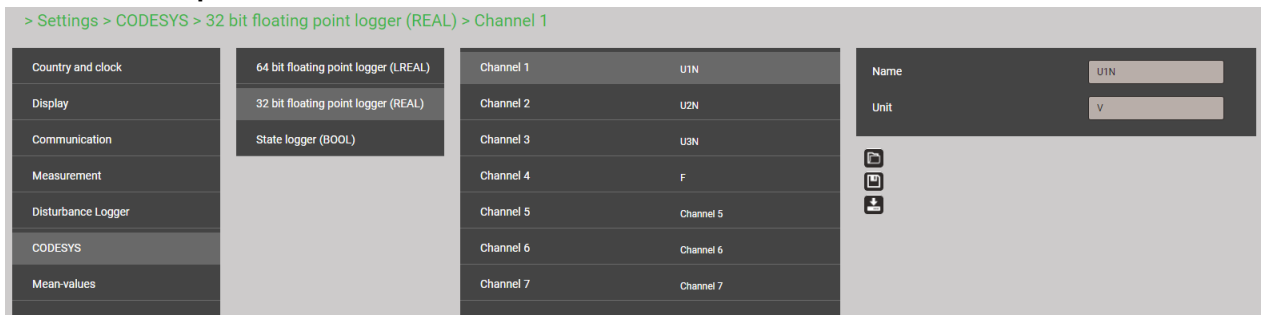 > Settings > CODESYS > 32 bit floating point logger (REAL) > Channel 1
Country and clock
Display
Communication
Measurement
Disturbance Logger
CODESYS
Mean-values
64 bit floating point logger (LREAL)
32 bit floating point logger (REAL)
State logger (BOOL)
Channel 1 U1N
Channel 2 U2N
Channel 3 U3N
Channel 4 F
Channel 5 Channel 5
Channel 6 Channel 6
Channel 7 Channel 7
Name U1N
Unit V